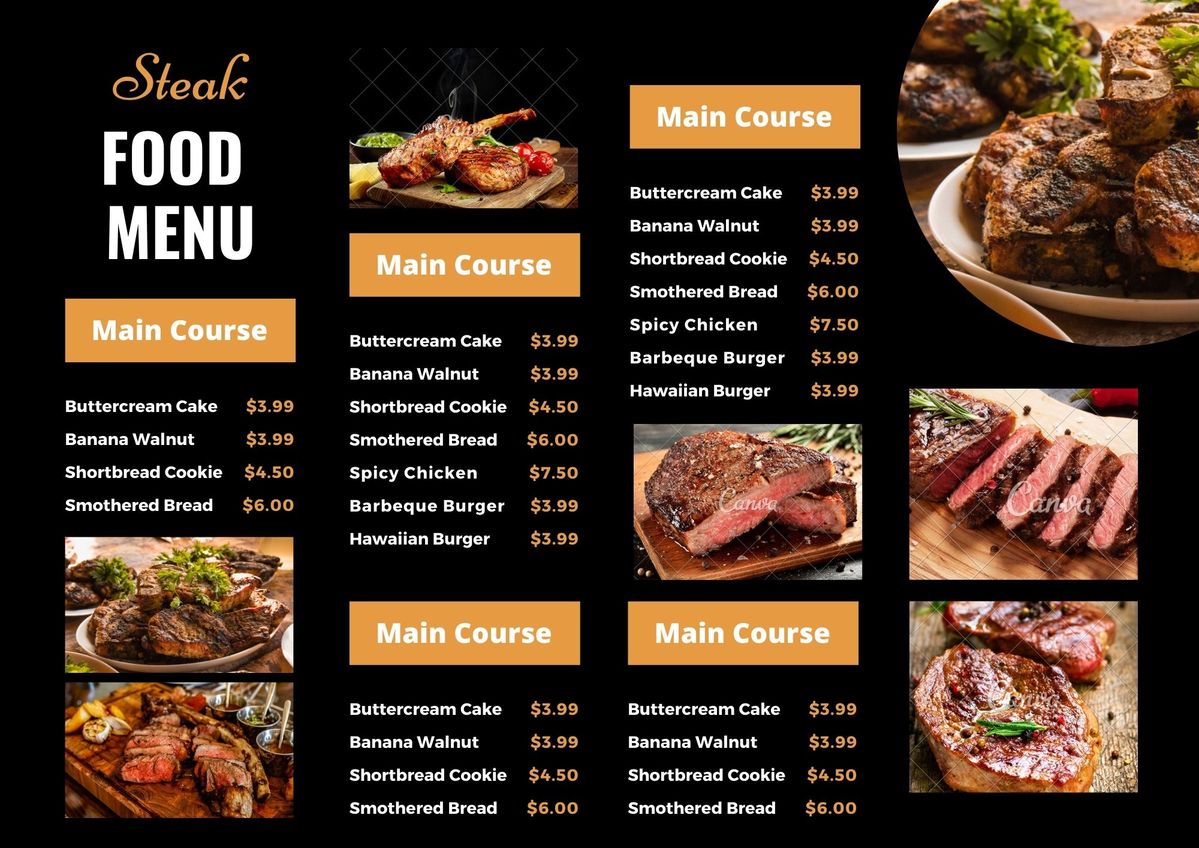 Steak
FOOD
MENU
Main Course
Buttercream Cake $3.99
Banana Walnut $3.99
Shortbread Cookie $4.50
Smothered Bread $6.00
Canva
Main Course
Buttercream Cake $3.99
Banana Walnut $3.99
Shortbread Cookie $4.50
Smothered Bread $6.00
Spicy Chicken $7.50
Barbeque Burger $3.99
Hawaiian Burger $3.99
Main Course
Buttercream Cake $3.99
Banana Walnut $3.99
Shortbread Cookie $4.50
Smothered Bread $6.00
Main Course
Buttercream Cake $3.99
Banana Walnut $3.99
Shortbread Cookie $4.50
Smothered Bread $6.00
Spicy Chicken $7.50
Barbeque Burger $3.99
Hawaiian Burger $3.99
Canva
Main Course
Buttercream Cake $3.99
Banana Walnut $3.99
Shortbread Cookie $4.50
Smothered Bread $6.00
Canva
Canva